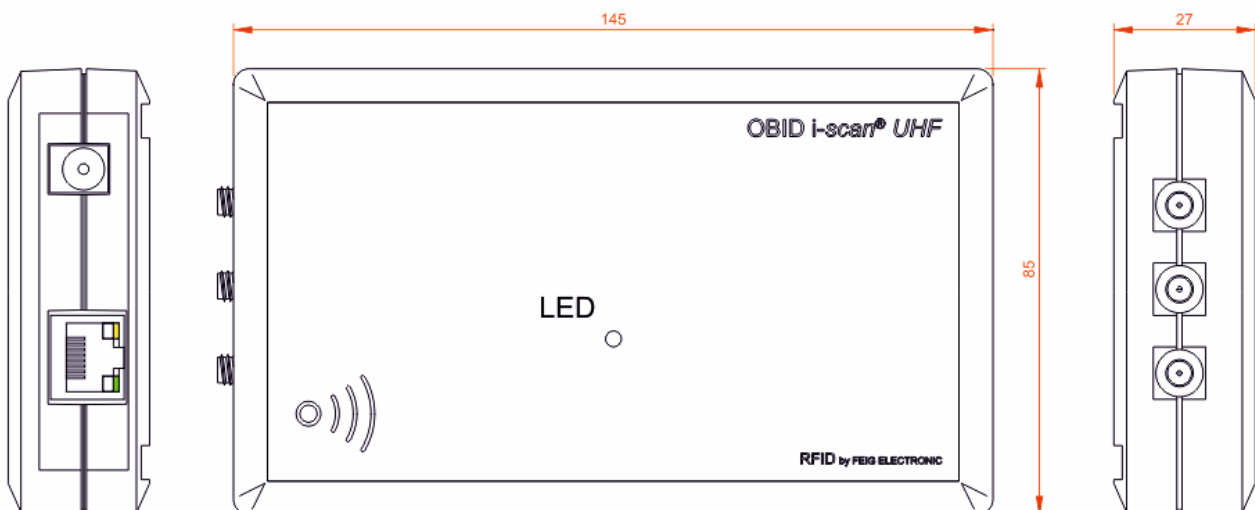 145
27
OBID i-scan® UHF
85
LED
RFID by FEIG ELECTRONIC